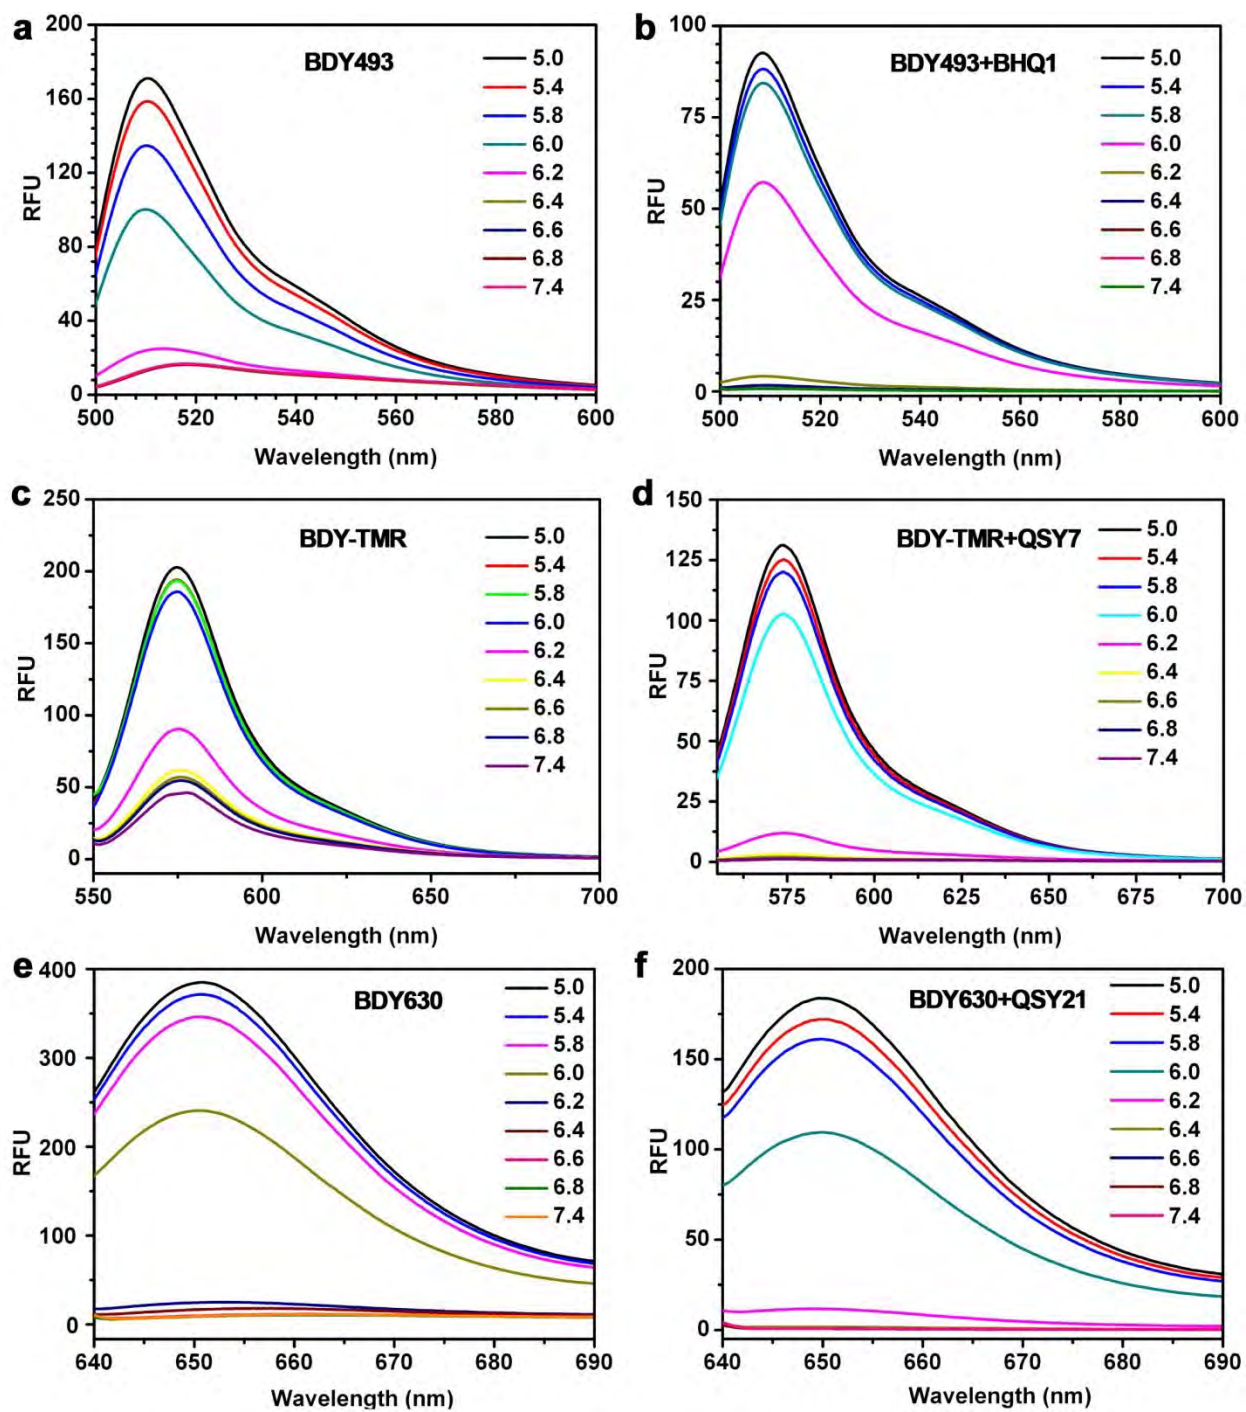 a
BDY493
200
160
120
80
40
0
RFU
500 520 540 560 580 600
Wavelength (nm)
5.0
5.4
5.8
6.0
6.2
6.4
6.6
6.8
7.4
b
BDY493+BHQ1
100
75
50
25
0
RFU
500 520 540 560 580 600
Wavelength (nm)
5.0
5.4
5.8
6.0
6.2
6.4
6.6
6.8
7.4
c
BDY-TMR
250
200
150
100
50
0
RFU
550 600 650 700
Wavelength (nm)
5.0
5.4
5.8
6.0
6.2
6.4
6.6
6.8
7.4
d
BDY-TMR+QSY7
150
125
100
75
50
25
0
RFU
575 600 625 650 675 700
Wavelength (nm)
5.0
5.4
5.8
6.0
6.2
6.4
6.6
6.8
7.4
e
BDY630
400
300
200
100
0
RFU
640 650 660 670 680 690
Wavelength (nm)
5.0
5.4
5.8
6.0
6.2
6.4
6.6
6.8
7.4
f
BDY630+QSY21
200
150
100
50
0
RFU
640 650 660 670 680 690
Wavelength (nm)
5.0
5.4
5.8
6.0
6.2
6.4
6.6
6.8
7.4